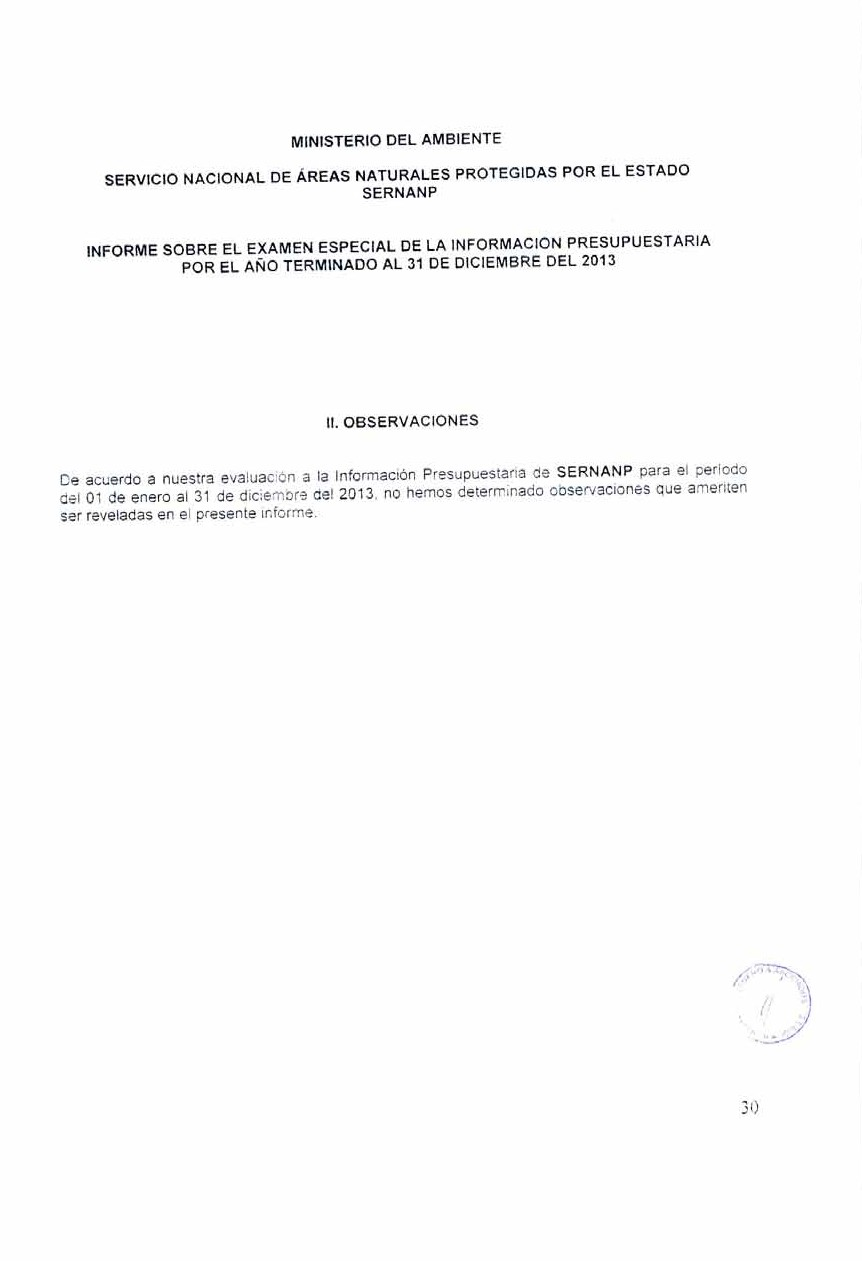 MINISTERIO DEL AMBIENTE
SERVICIO NACIONAL DE ÁREAS NATURALES PROTEGIDAS POR EL ESTADO
SERNANP
INFORME SOBRE EL EXAMEN ESPECIAL DE LA INFORMACION PRESUPUESTARIA
POR EL AÑO TERMINADO AL 31 DE DICIEMBRE DEL 2013
II. OBSERVACIONES
De acuerdo a nuestra evaluación a la Información Presupuestaria de SERNANP para el periodo
del 01 de enero al 31 de diciembre del 2013, no hemos determinado observaciones que ameriten
ser reveladas en el presente informe.
30